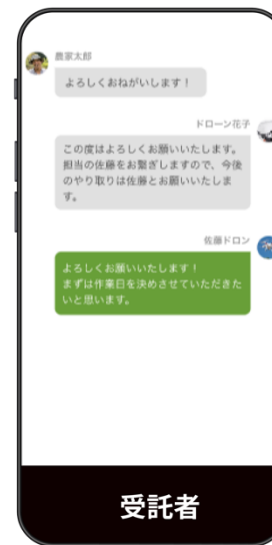 農家太郎
よろしくおねがいします！
ドローン花子
この度はよろしくお願いいたします。
担当の佐藤をお繋ぎしますので、今後
のやり取りは佐藤とお願いいたしま
す。
佐藤ドロン
よろしくお願いいたします！
まずは作業日を決めさせていただきた
いと思います。
受託者